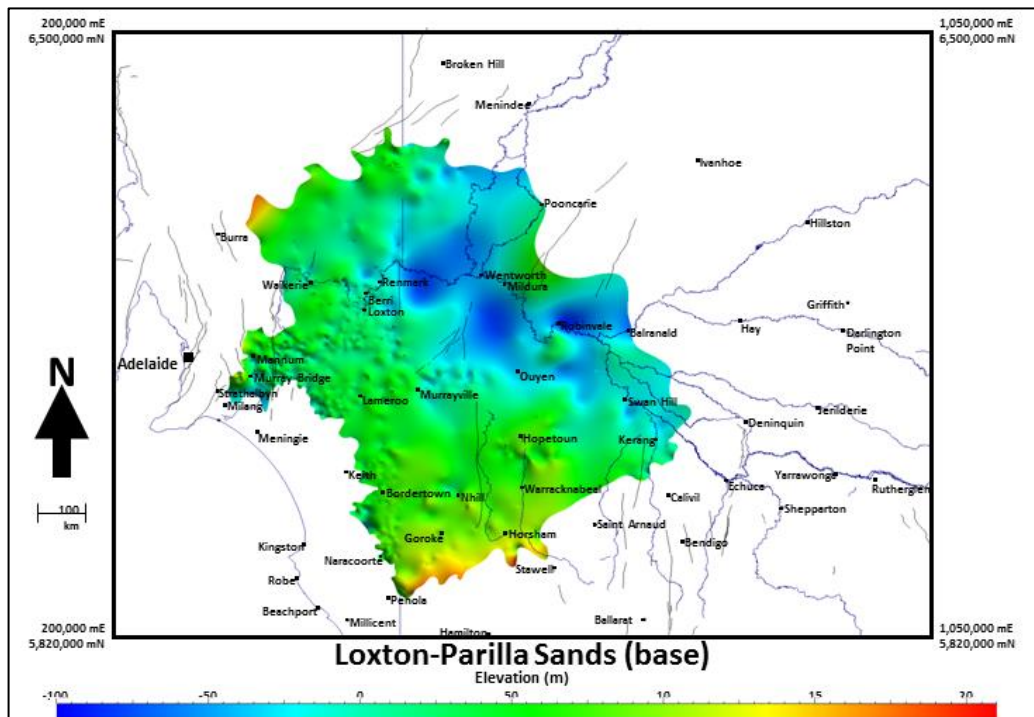 200,000 mE
6,500,000 mN
1,050,000 mE
6,500,000 mN
Broken Hill
Menindee
Ivanhoe
Pooncarie
Hillston
Burra
Wentworth
Waikerie
Renmark
Mildura
Berri
Loxton
Griffith
Robinvale
Balranald
Hay
Darlington
Point
Adelaide
N
Mannum
Murray Bridge
Ouyen
Strathalbyn
Milang
Lameroo
Murrayville
Swan Hill
Jerilderie
Deninquin
Meningie
Hopetoun
Kerang
Keith
Yarrawonga
Rutherglen
Echuca
Bordertown
Nhill
Warracknabeal
Calivil
Shepparton
100
km
Saint Arnaud
Goroke
Horsham
Bendigo
Kingston
Naracoorte
Stawell
Robe
Penola
Beachport
Millicent
Ballarat
Hamilton
200,000 mE
5,820,000 mN
1,050,000 mE
5,820,000 mN
Loxton-Parilla Sands (base)
Elevation (m)
-100 -50 0 50 10 15 20